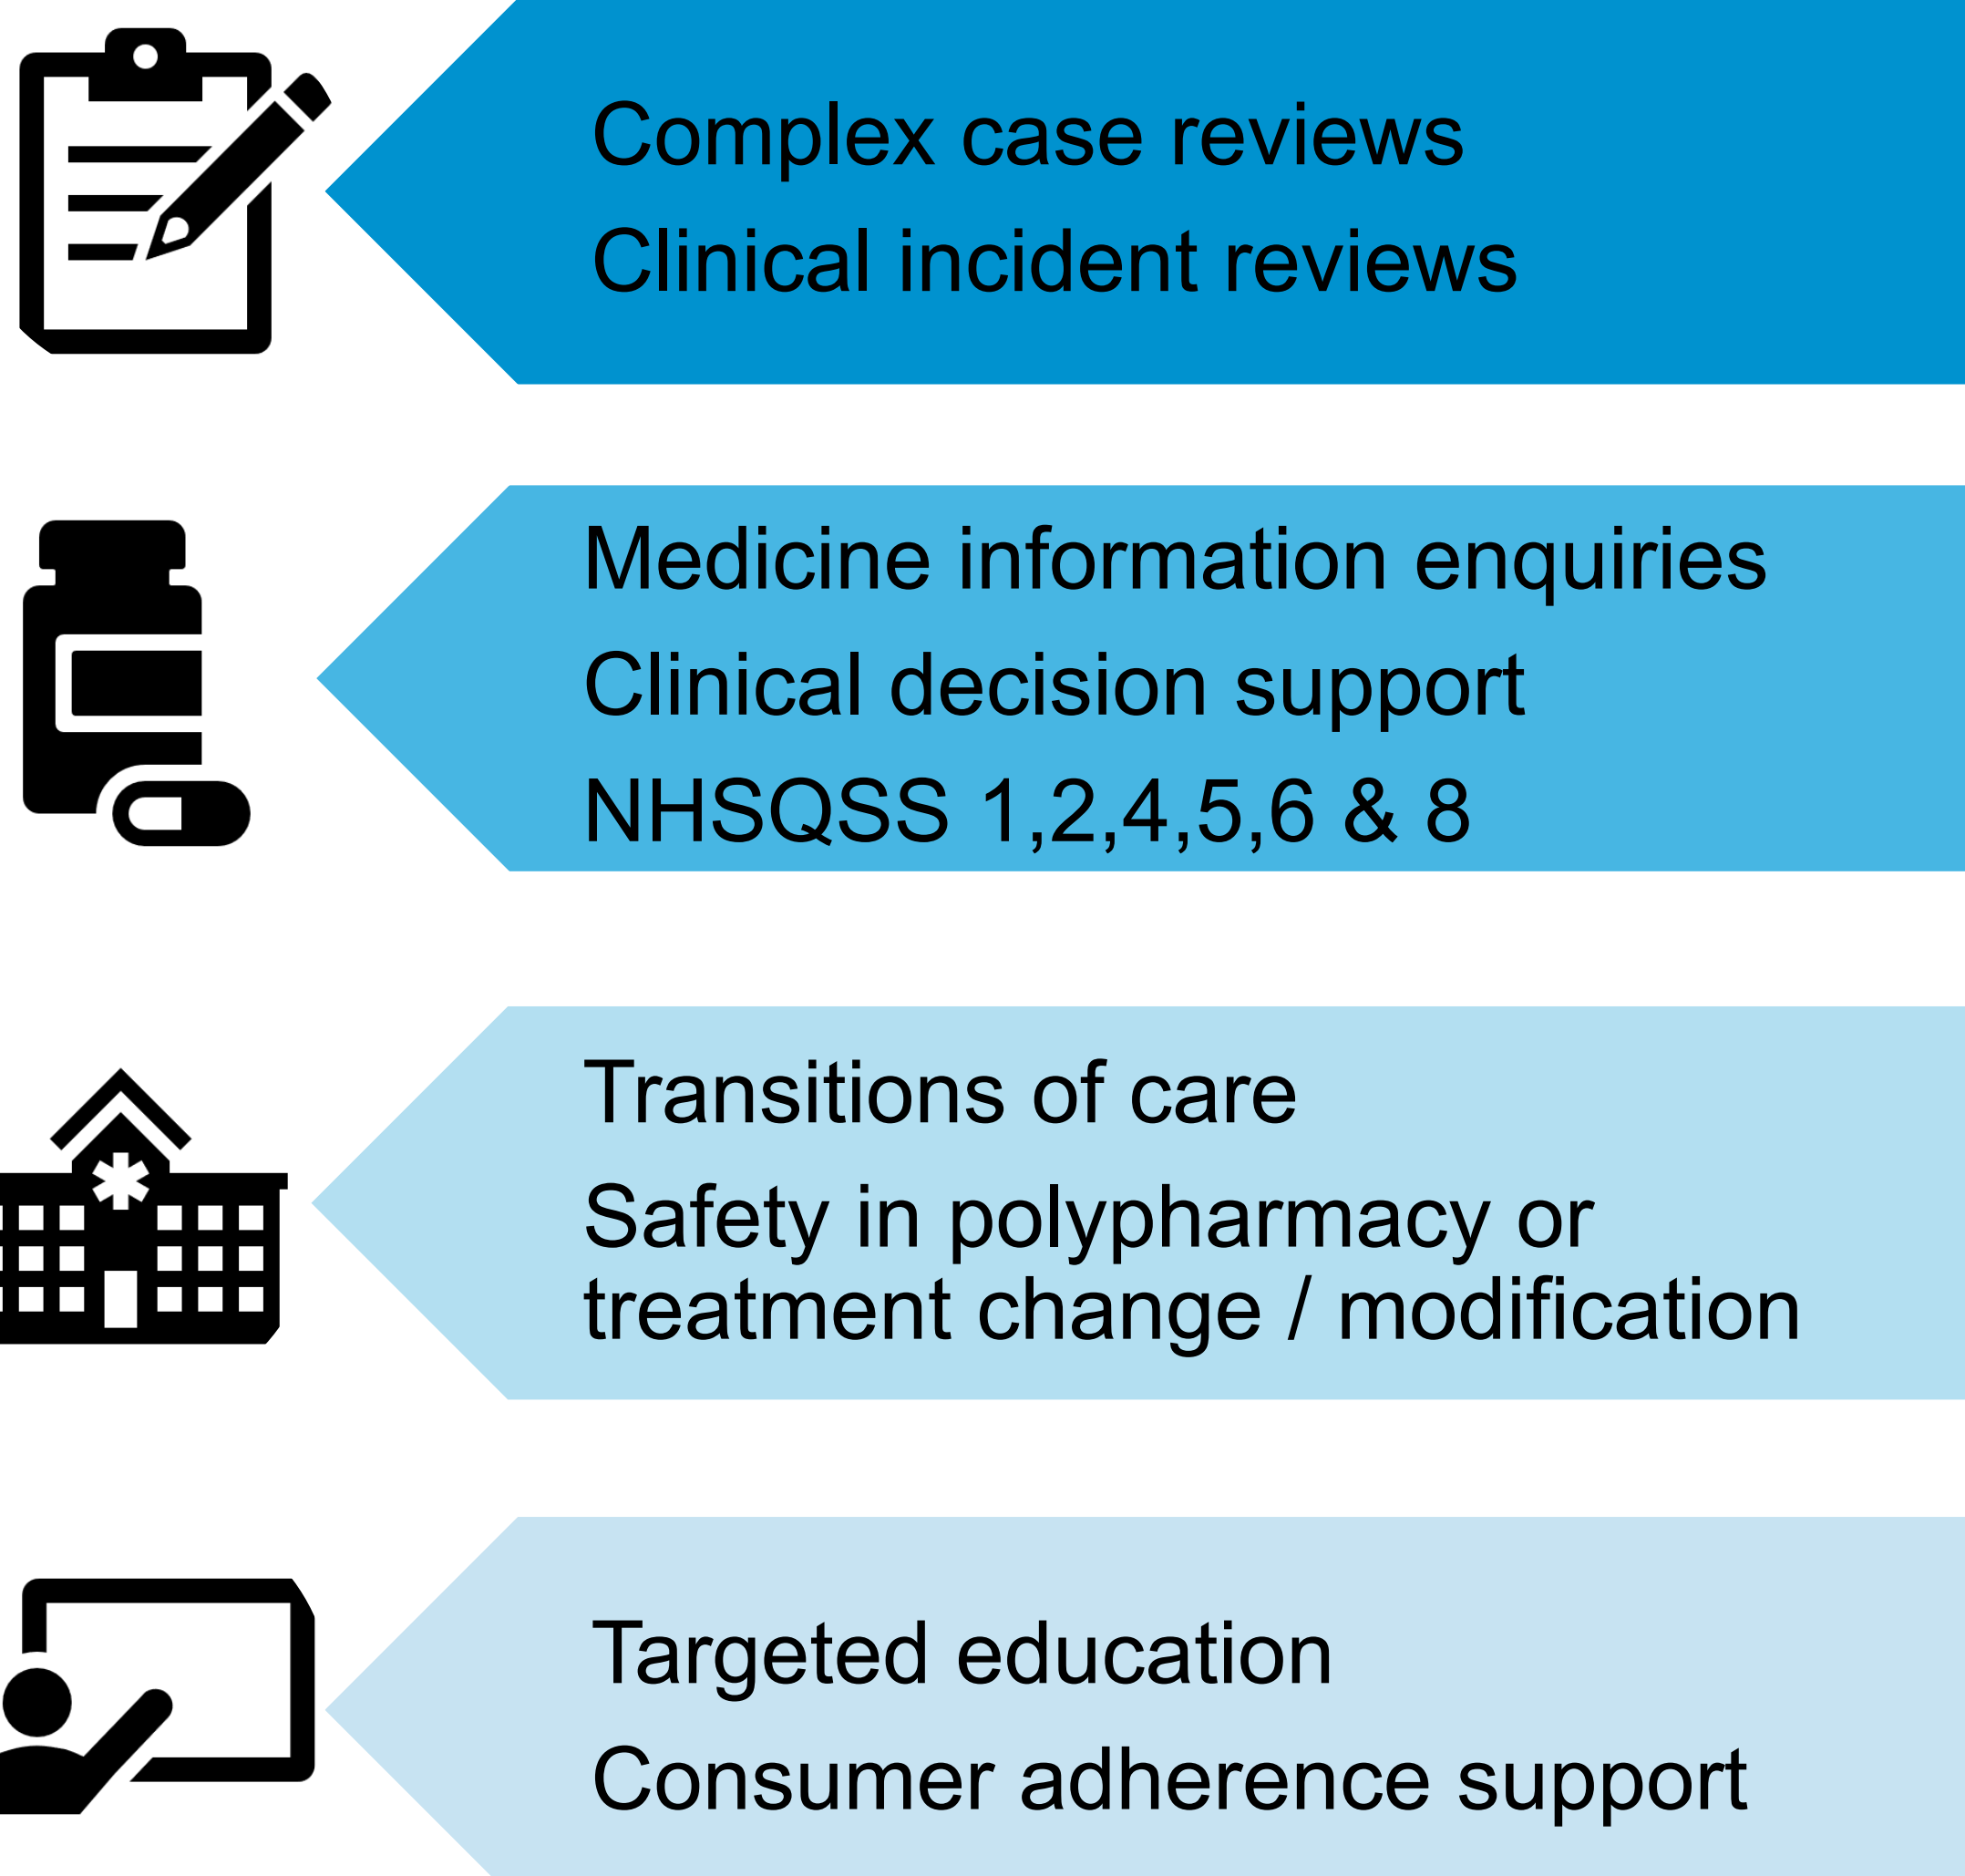 Complex case reviews
Clinical incident reviews
Medicine information enquiries
Clinical decision support
NHSQSS 1,2,4,5,6 & 8
Transitions of care
Safety in polypharmacy or
treatment change / modification
Targeted education
Consumer adherence support